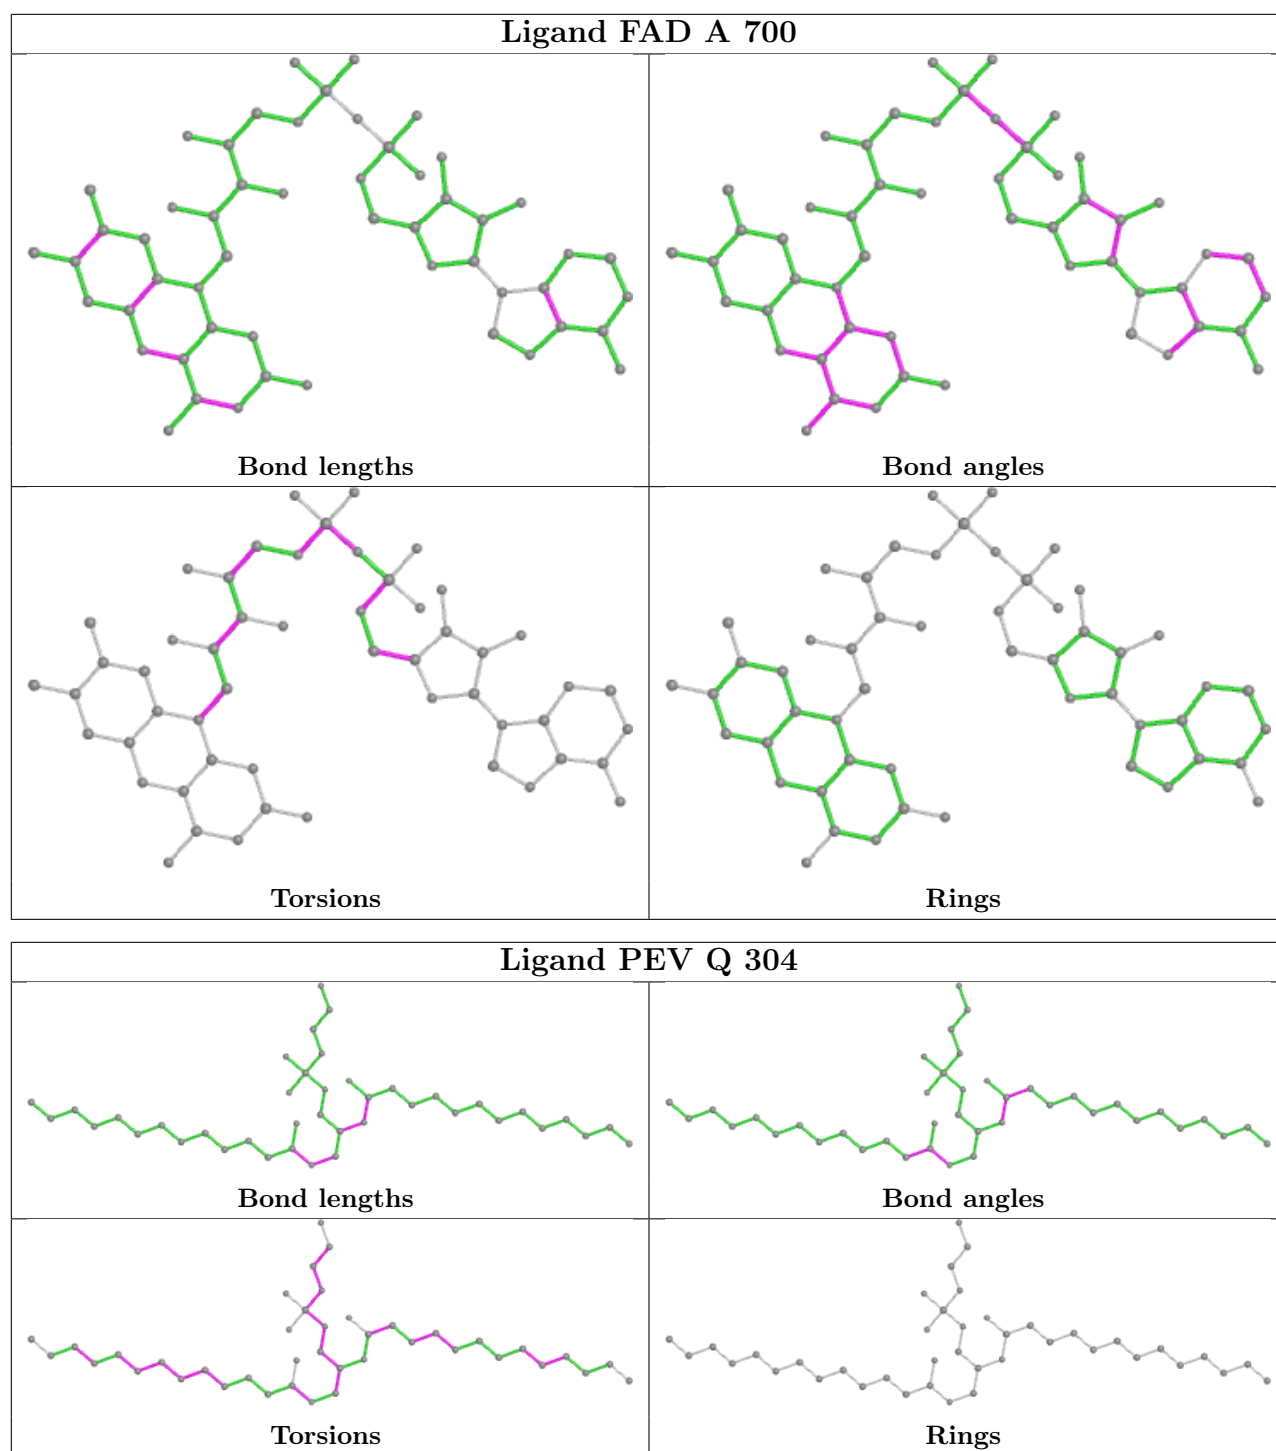 Ligand FAD A 700
Bond lengths
Bond angles
Torsions
Rings
Ligand PEV Q 304
Bond lengths
Bond angles
Torsions
Rings